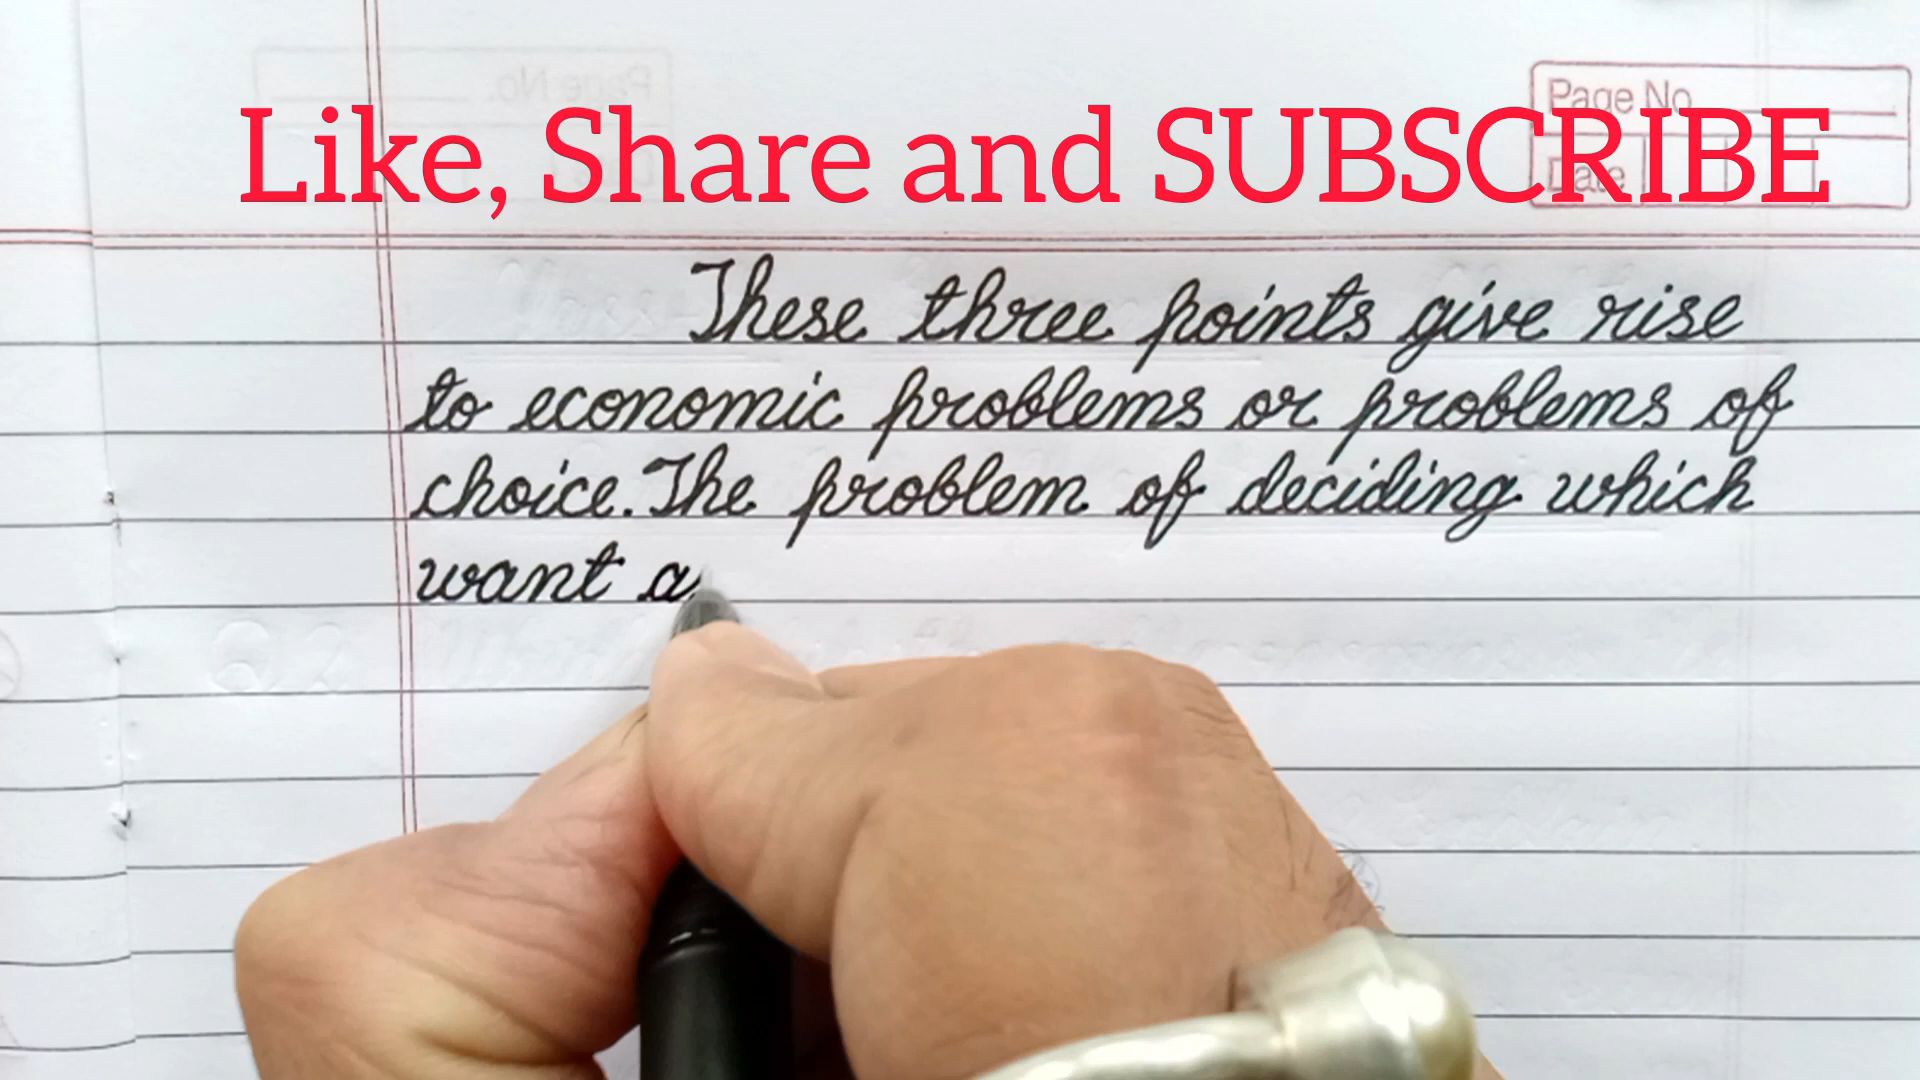 Page No.
Like, Share and SUBSCRIBE
Date
These three points give rise
to economic problems or problems of
choice. The problem of deciding which
want a